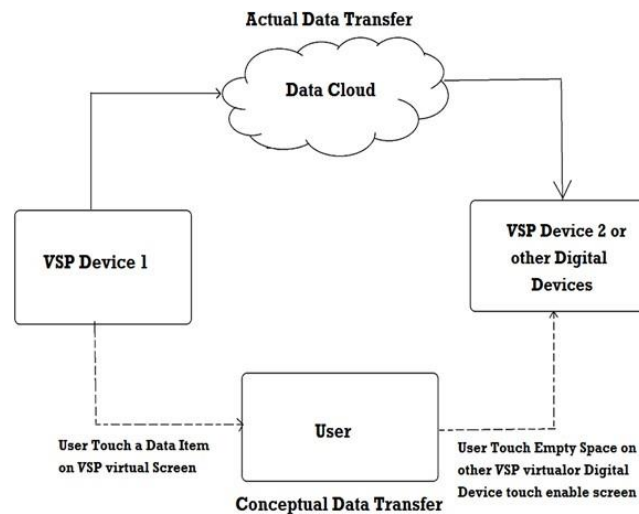 Actual Data Transfer
Data Cloud
VSP Device 1
VSP Device 2 or
other Digital
Devices
User
User Touch a Data Item
on VSP virtual Screen
User Touch Empty Space on
other VSP virtualor Digital
Device touch enable screen
Conceptual Data Transfer